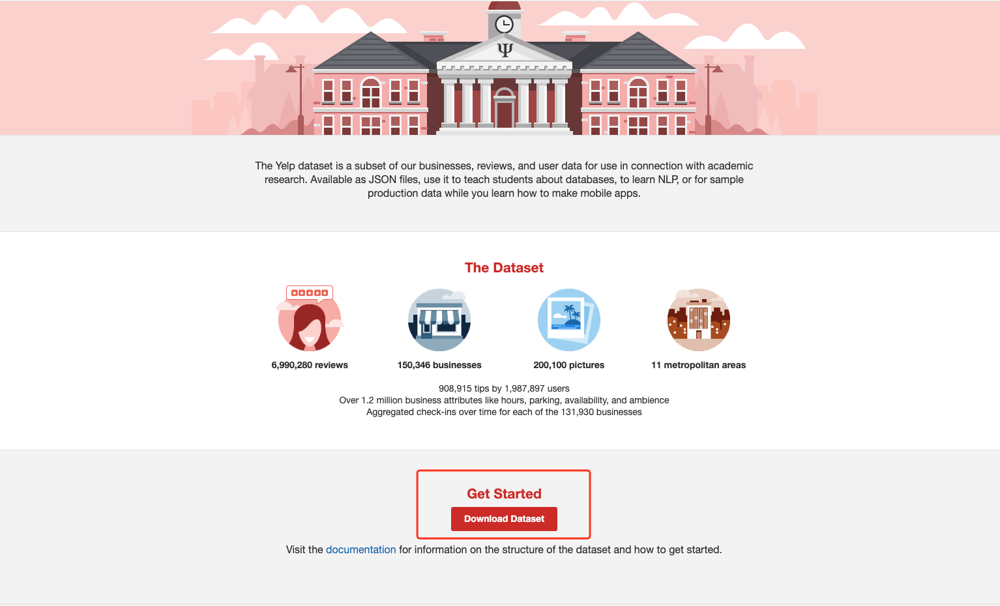 Ψ
The Yelp dataset is a subset of our businesses, reviews, and user data for use in connection with academic
research. Available as JSON files, use it to teach students about databases, to learn NLP, or for sample
production data while you learn how to make mobile apps.
The Dataset
6,990,280 reviews
150,346 businesses
200,100 pictures
11 metropolitan areas
908,915 tips by 1,987,897 users
Over 1.2 million business attributes like hours, parking, availability, and ambience
Aggregated check-ins over time for each of the 131,930 businesses
Get Started
Download Dataset
Visit the documentation for information on the structure of the dataset and how to get started.